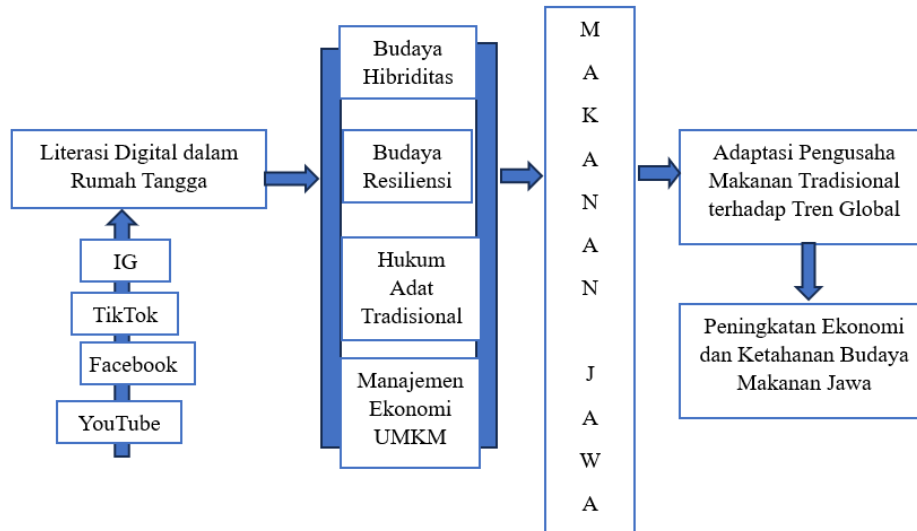 Literasi Digital dalam
Rumah Tangga
IG
TikTok
Facebook
YouTube
Budaya
Hibriditas
Budaya
Resiliensi
Hukum
Adat
Tradisional
Manajemen
Ekonomi
UMKM
M
A
K
A
N
A
N
J
A
W
A
Adaptasi Pengusaha
Makanan Tradisional
terhadap Tren Global
Peningkatan Ekonomi
dan Ketahanan Budaya
Makanan Jawa